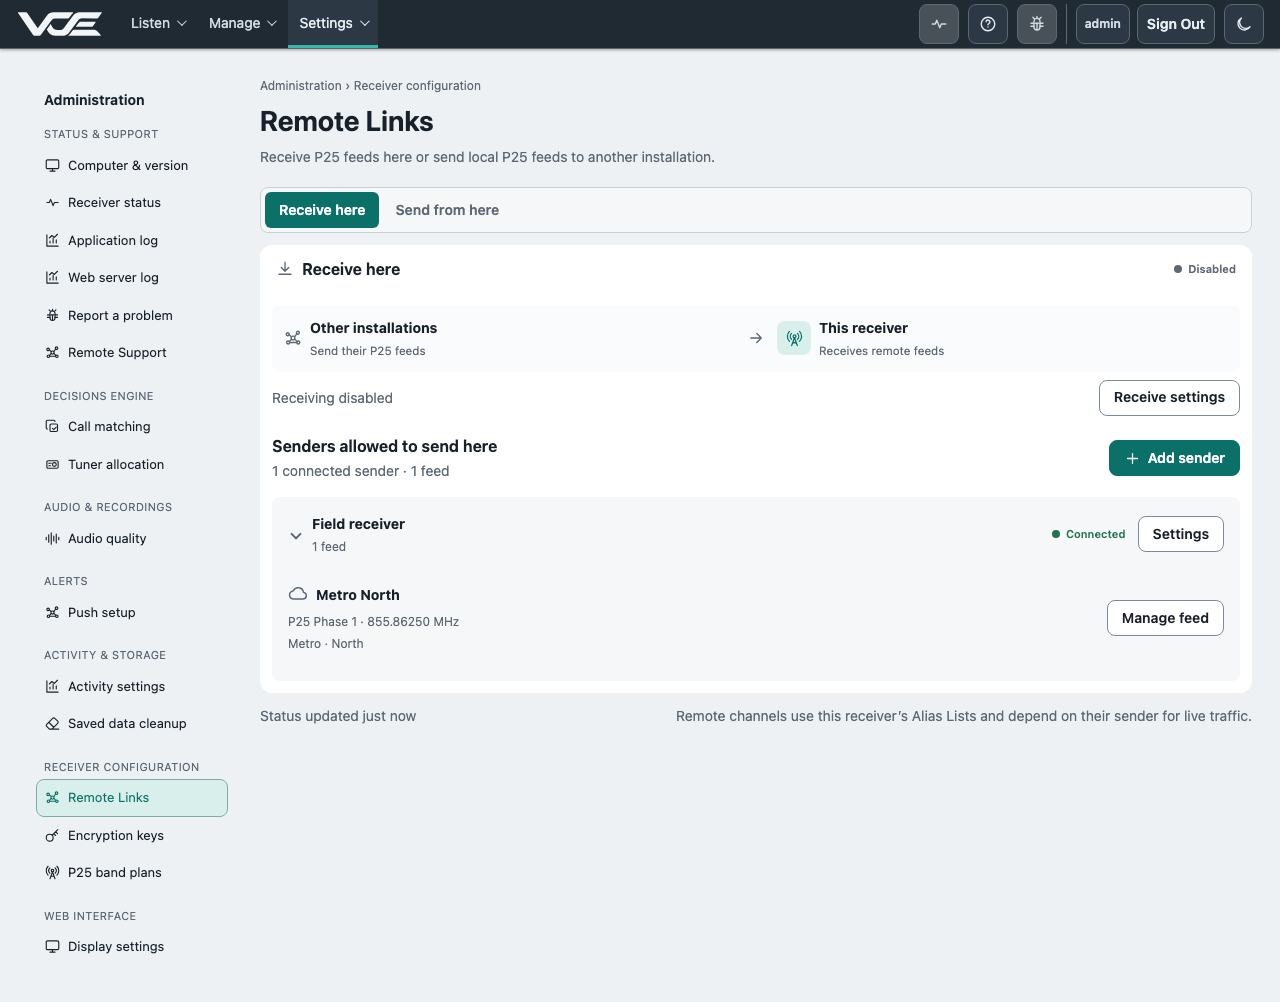 VCE
Listen
Manage
Settings
admin
Sign Out
Administration
STATUS & SUPPORT
Computer & version
Receiver status
Application log
Web server log
Report a problem
Remote Support
DECISIONS ENGINE
Call matching
Tuner allocation
AUDIO & RECORDINGS
Audio quality
ALERTS
Push setup
ACTIVITY & STORAGE
Activity settings
Saved data cleanup
RECEIVER CONFIGURATION
Remote Links
Encryption keys
P25 band plans
WEB INTERFACE
Display settings
Administration › Receiver configuration
Remote Links
Receive P25 feeds here or send local P25 feeds to another installation.
Receive here
Send from here
Receive here
Disabled
Other installations
Send their P25 feeds
This receiver
Receives remote feeds
Receiving disabled
Receive settings
Senders allowed to send here
1 connected sender · 1 feed
Add sender
Field receiver
1 feed
Connected
Settings
Metro North
P25 Phase 1 · 855.86250 MHz
Metro · North
Manage feed
Status updated just now
Remote channels use this receiver’s Alias Lists and depend on their sender for live traffic.